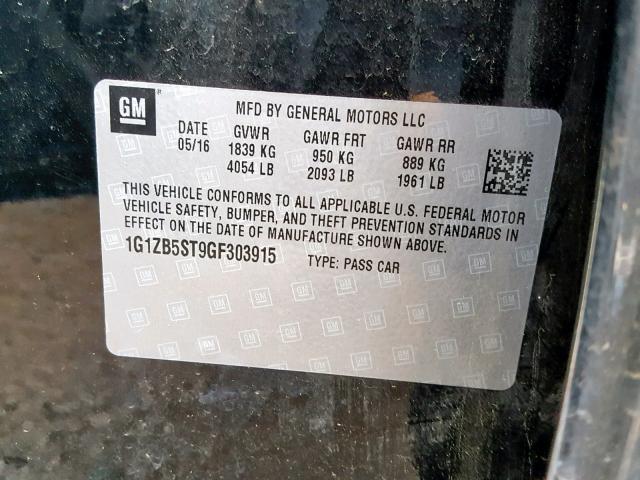 GM
MFD BY GENERAL MOTORS LLC
DATE GVWR GAWR FRT GAWR RR
05/16 1839 KG 950 KG 889 KG
4054 LB 2093 LB 1961 LB
THIS VEHICLE CONFORMS TO ALL APPLICABLE U.S. FEDERAL MOTOR
VEHICLE SAFETY, BUMPER, AND THEFT PREVENTION STANDARDS IN
EFFECT ON THE DATE OF MANUFACTURE SHOWN ABOVE.
1G1ZB5ST9GF303915 TYPE: PASS CAR